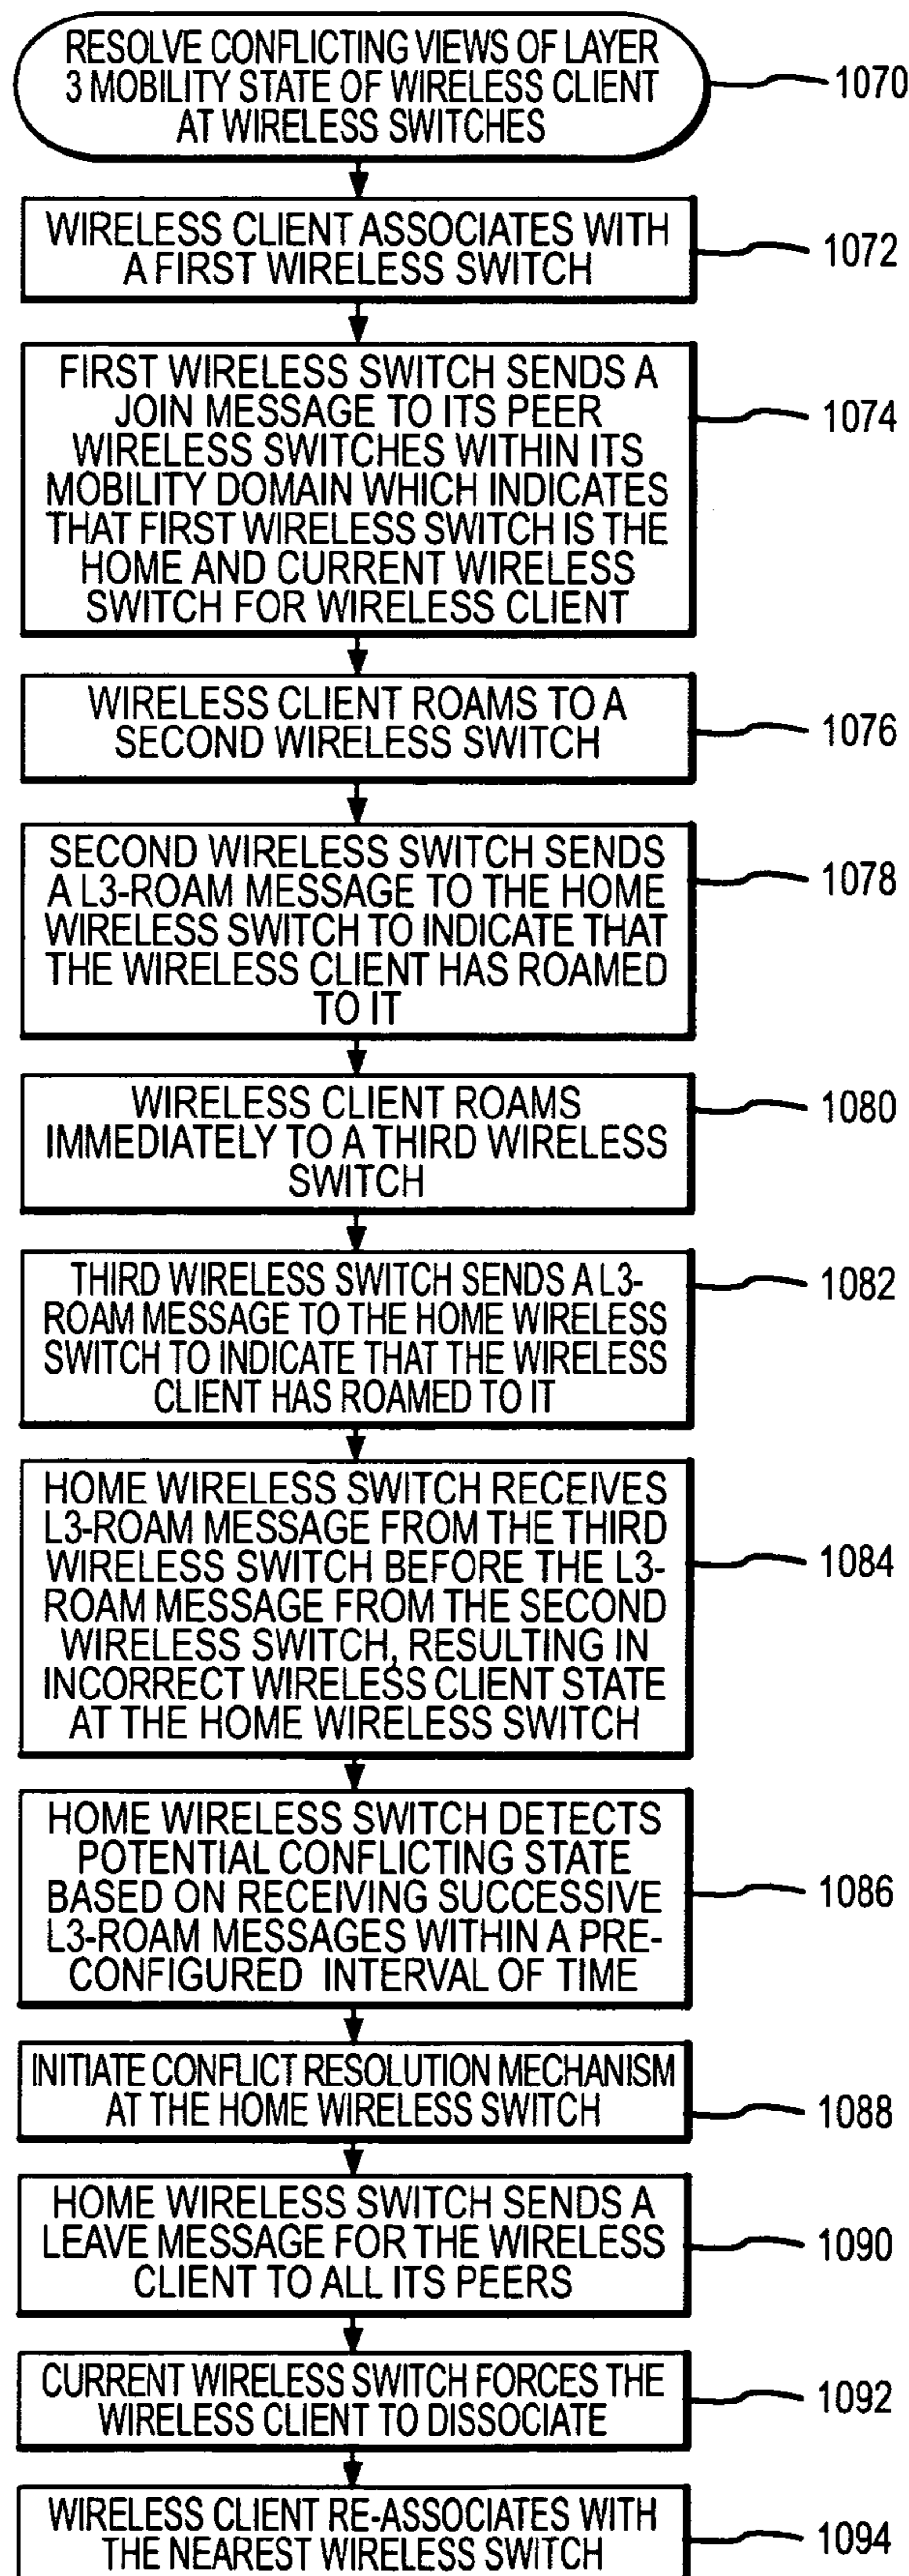 RESOLVE CONFLICTING VIEWS OF LAYER
3 MOBILITY STATE OF WIRELESS CLIENT
AT WIRELESS SWITCHES
1070
WIRELESS CLIENT ASSOCIATES WITH
A FIRST WIRELESS SWITCH
1072
FIRST WIRELESS SWITCH SENDS A
JOIN MESSAGE TO ITS PEER
WIRELESS SWITCHES WITHIN ITS
MOBILITY DOMAIN WHICH INDICATES
THAT FIRST WIRELESS SWITCH IS THE
HOME AND CURRENT WIRELESS
SWITCH FOR WIRELESS CLIENT
1074
WIRELESS CLIENT ROAMS TO A
SECOND WIRELESS SWITCH
1076
SECOND WIRELESS SWITCH SENDS
A L3-ROAM MESSAGE TO THE HOME
WIRELESS SWITCH TO INDICATE THAT
THE WIRELESS CLIENT HAS ROAMED
TO IT
1078
WIRELESS CLIENT ROAMS
IMMEDIATELY TO A THIRD WIRELESS
SWITCH
1080
THIRD WIRELESS SWITCH SENDS A L3-
ROAM MESSAGE TO THE HOME WIRELESS
SWITCH TO INDICATE THAT THE WIRELESS
CLIENT HAS ROAMED TO IT
1082
HOME WIRELESS SWITCH RECEIVES
L3-ROAM MESSAGE FROM THE THIRD
WIRELESS SWITCH BEFORE THE L3-
ROAM MESSAGE FROM THE SECOND
WIRELESS SWITCH, RESULTING IN
INCORRECT WIRELESS CLIENT STATE
AT THE HOME WIRELESS SWITCH
1084
HOME WIRELESS SWITCH DETECTS
POTENTIAL CONFLICTING STATE
BASED ON RECEIVING SUCCESSIVE
L3-ROAM MESSAGES WITHIN A PRE-
CONFIGURED INTERVAL OF TIME
1086
INITIATE CONFLICT RESOLUTION MECHANISM
AT THE HOME WIRELESS SWITCH
1088
HOME WIRELESS SWITCH SENDS A
LEAVE MESSAGE FOR THE WIRELESS
CLIENT TO ALL ITS PEERS
1090
CURRENT WIRELESS SWITCH FORCES THE
WIRELESS CLIENT TO DISSOCIATE
1092
WIRELESS CLIENT RE-ASSOCIATES WITH
THE NEAREST WIRELESS SWITCH
1094